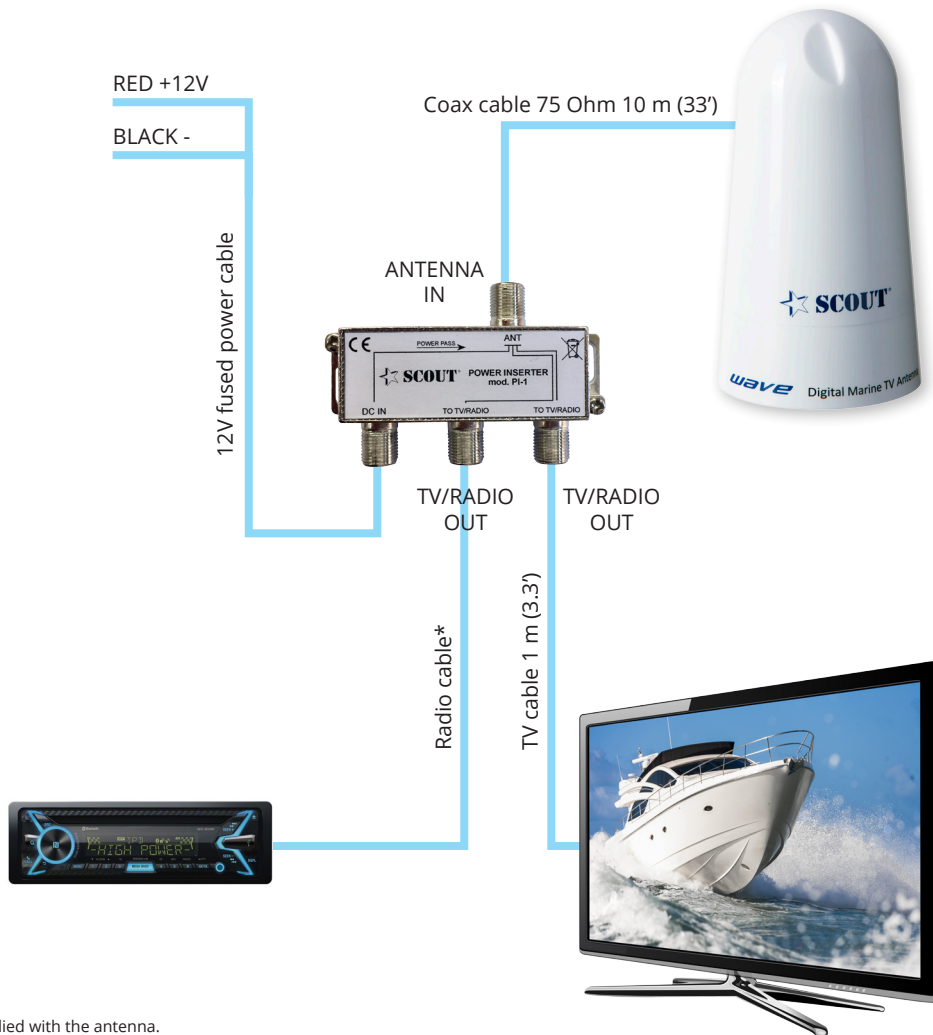 RED +12V
BLACK -
Coax cable 75 Ohm 10 m (33’)
12V fused power cable
ANTENNA
IN
CE
POWER PASS
ANT
SCOUT
POWER INSERTER
mod. PI-1
DC IN
TO TV/RADIO
TO TV/RADIO
SCOUT
wave
Digital Marine TV Antenna
TV/RADIO
OUT
TV/RADIO
OUT
Radio cable*
TV cable 1 m (3.3’)
-HIGH POWER-
lied with the antenna.